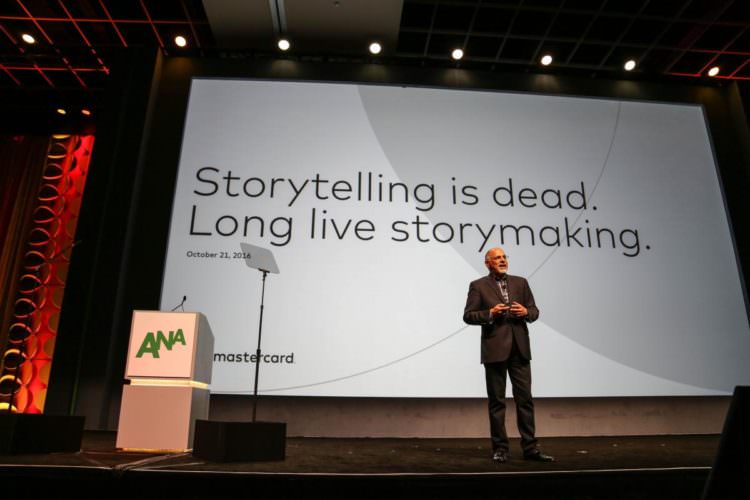 Storytelling is dead.
Long live storymaking.
October 21, 2016
mastercard
ANA